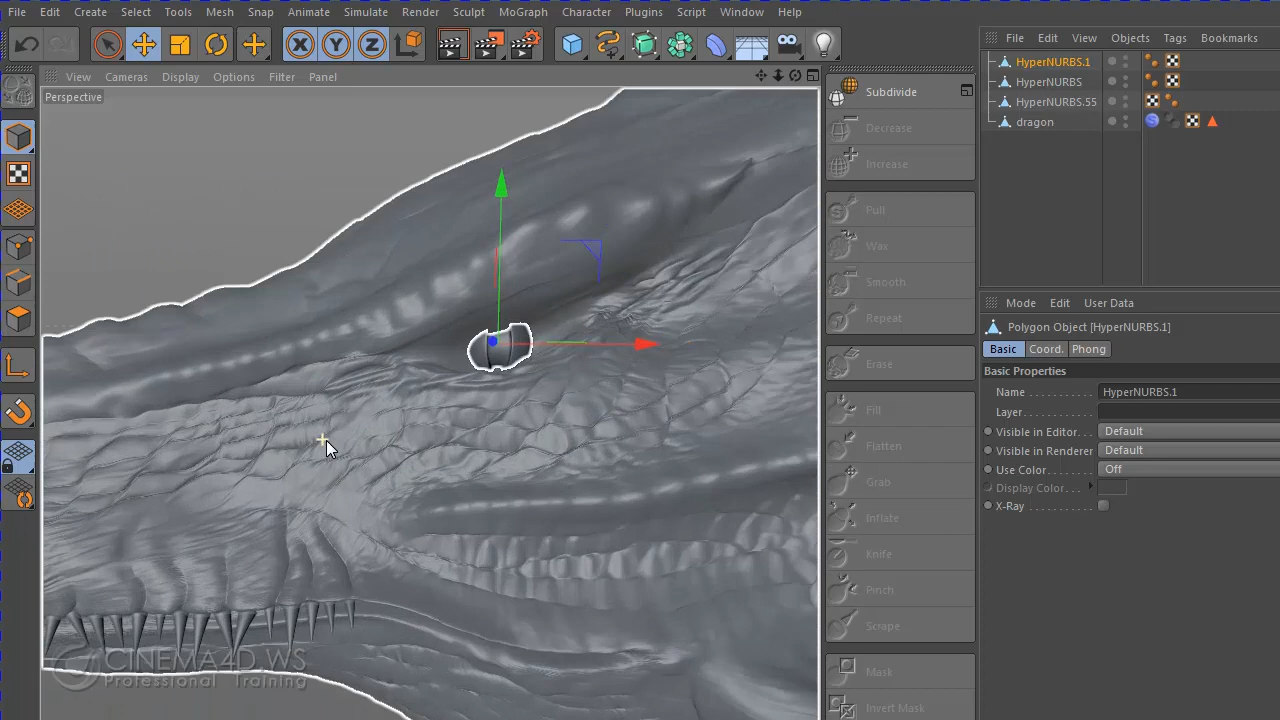 File Edit Create Select Tools Mesh Snap Animate Simulate Render Sculpt MoGraph Character Plugins Script Window Help
View Cameras Display Options Filter Panel
Perspective
CINEMA4D.WS
Professional Training
Subdivide
Decrease
Increase
Pull
Wax
Smooth
Repeat
Erase
Fill
Flatten
Grab
Inflate
Knife
Pinch
Scrape
Mask
Invert Mask
File Edit View Objects Tags Bookmarks
HyperNURBS.1
HyperNURBS
HyperNURBS.55
dragon
Mode Edit User Data
Polygon Object [HyperNURBS.1]
Basic Coord. Phong
Basic Properties
Name HyperNURBS.1
Layer
Visible in Editor Default
Visible in Renderer Default
Use Color Off
Display Color
X-Ray